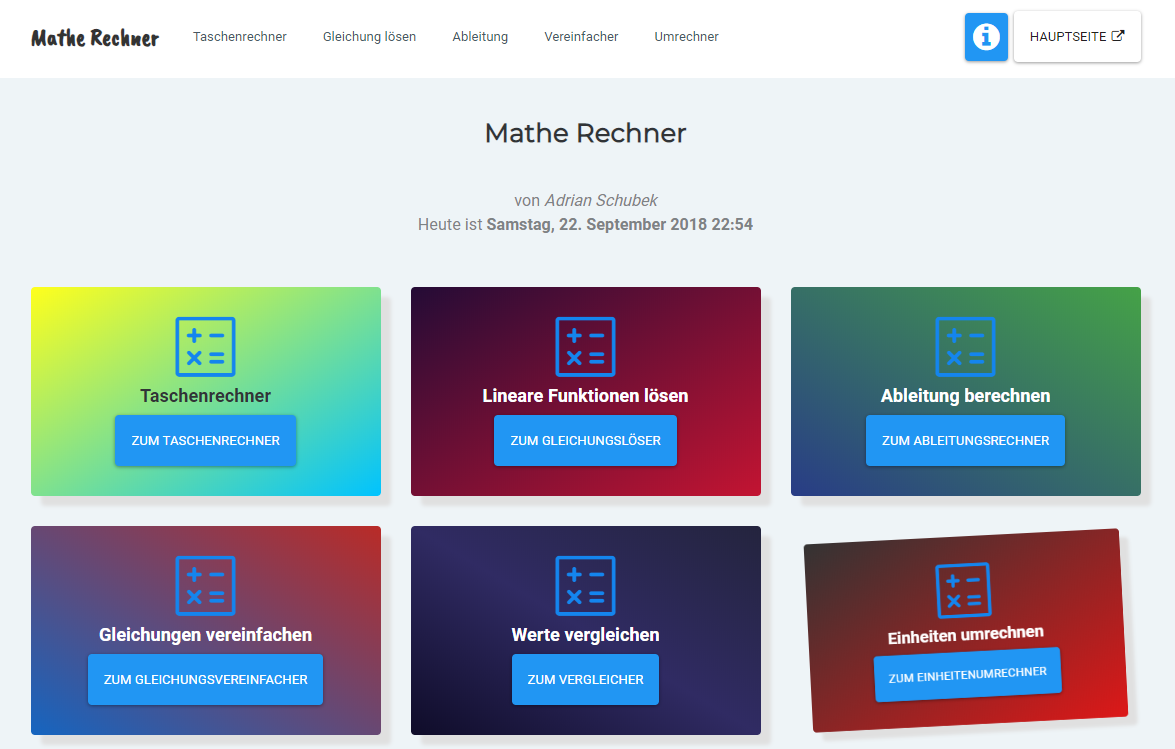 Mathe Rechner
Taschenrechner
Gleichung lösen
Ableitung
Vereinfacher
Umrechner
HAUPTSEITE
Mathe Rechner
von Adrian Schubek
Heute ist Samstag, 22. September 2018 22:54
Taschenrechner
ZUM TASCHENRECHNER
Lineare Funktionen lösen
ZUM GLEICHUNGSLÖSER
Ableitung berechnen
ZUM ABLEITUNGSRECHNER
Gleichungen vereinfachen
ZUM GLEICHUNGSVEREINFACHER
Werte vergleichen
ZUM VERGLEICHER
Einheiten umrechnen
ZUM EINHEITENUMRECHNER